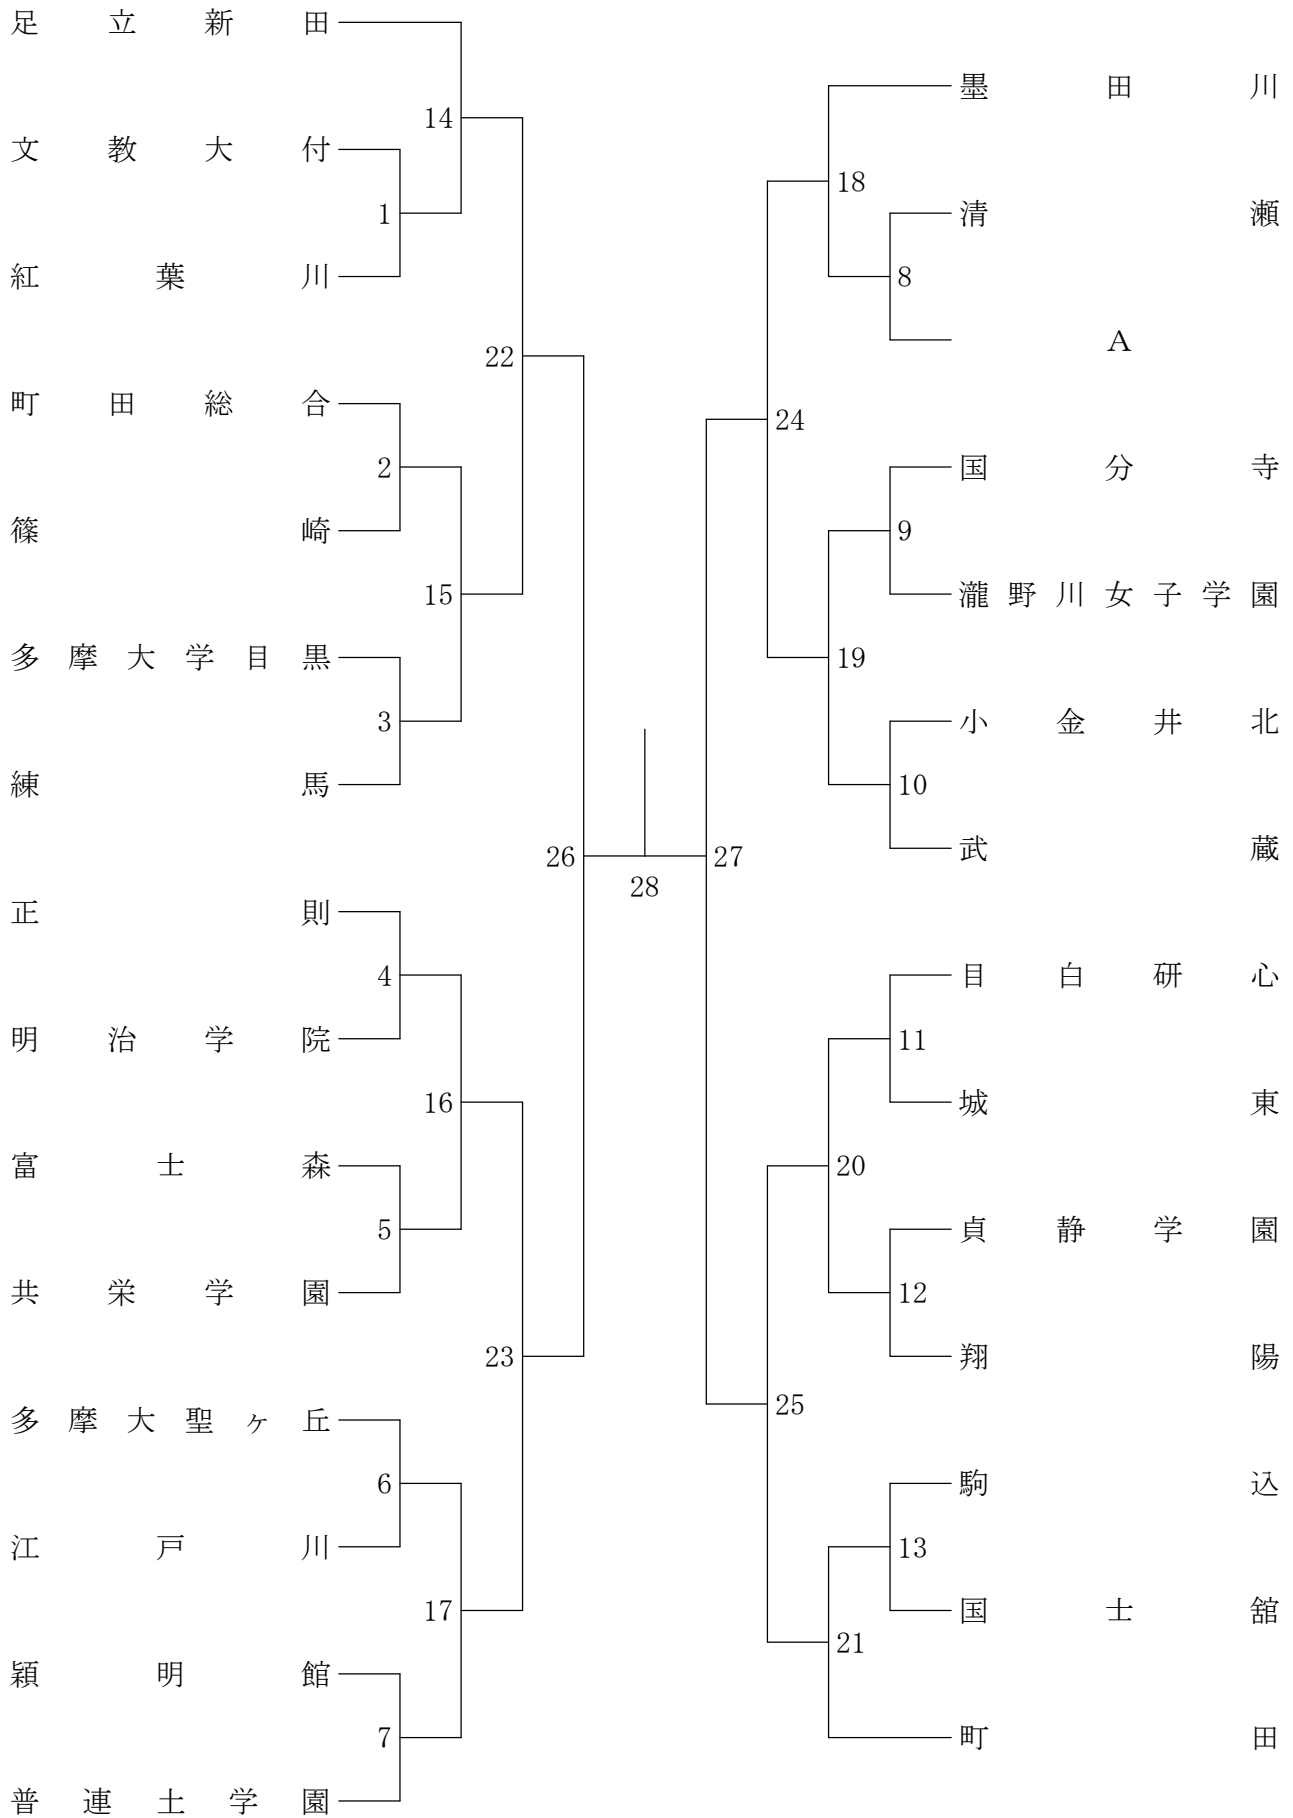 足立新田
14
文教大付
1
紅葉川
22
町田総合
2
篠崎
15
多摩大学目黒
3
練馬
26
正則
4
明治学院
16
富士森
5
共栄学園
23
多摩大聖ヶ丘
6
江戸川
17
穎明館
7
普連土学園
28
墨田川
18
清瀬
8
A
24
国分寺
9
瀧野川女子学園
19
小金井北
10
武蔵
27
目白研心
11
城東
20
貞静学園
12
翔陽
25
駒込
13
国士舘
21
町田